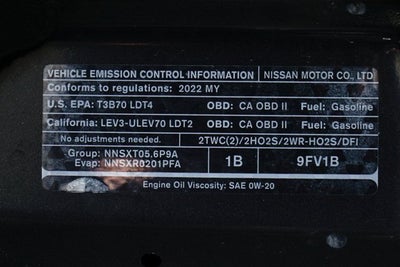 VEHICLE EMISSION CONTROL INFORMATION NISSAN MOTOR CO., LTD
Conforms to regulations: 2022 MY
U.S. EPA: T3B70 LDT4 OBD: CA OBD II Fuel: Gasoline
California: LEV3-ULEV70 LDT2 OBD: CA OBD II Fuel: Gasoline
No adjustments needed. 2TWC(2)/2HO2S/2WR-HO2S/DFI
Group: NNSXT05.6P9A
Evap: NNSXR0201PFA
1B 9FV1B
Engine Oil Viscosity: SAE 0W-20